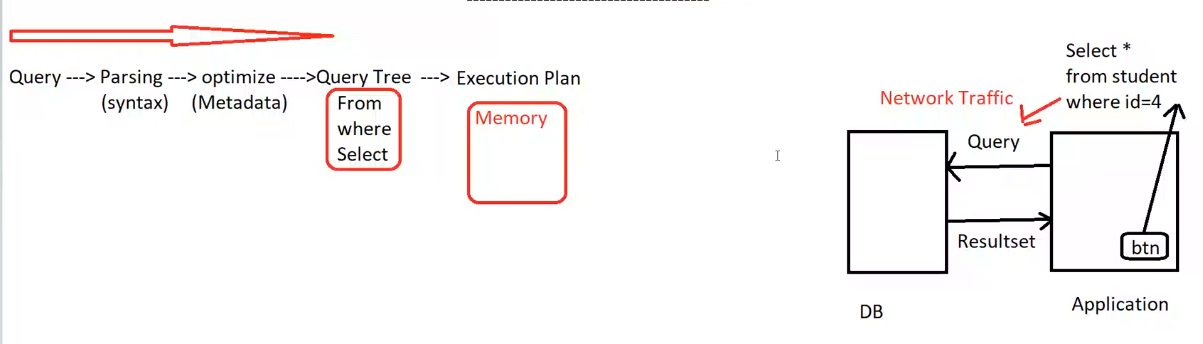 Query ---> Parsing ---> optimize ---->Query Tree ---> Execution Plan
(syntax) (Metadata)
From
where
Select
Memory
Select *
from student
where id=4
Network Traffic
Query
Resultset
btn
DB
Application